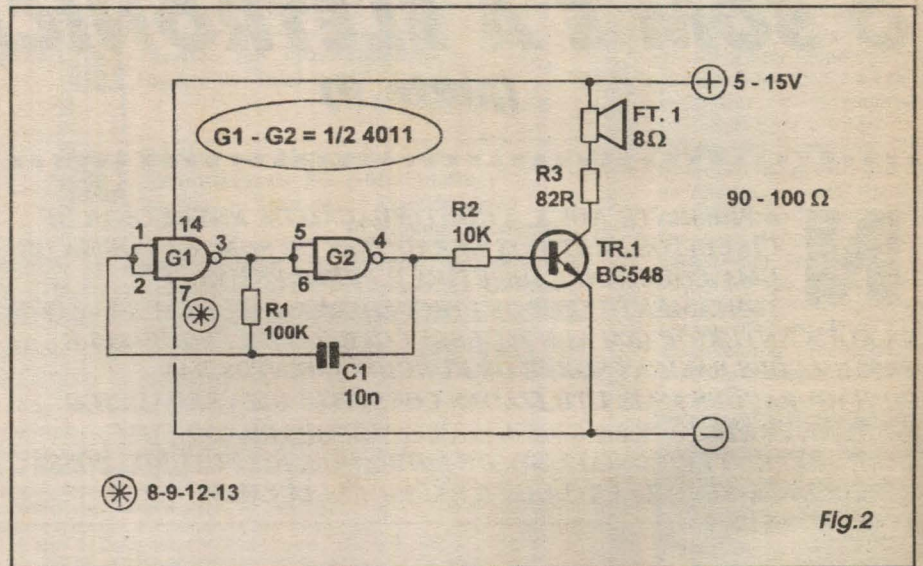 5 - 15V
G1 - G2 = 1/2 4011
FT. 1
8Ω
R3
82R
90 - 100 Ω
R2
10K
TR.1
BC548
1
2
14
G1
3
7
5
6
G2
4
R1
100K
C1
10n
8-9-12-13
Fig.2